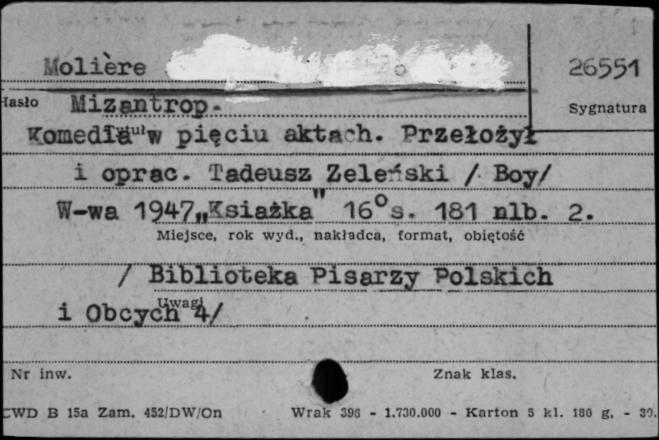 Molière
26551
Hasło Mizantrop.
Sygnatura
Komedia w pięciu aktach. Przełożył
i oprac. Tadeusz Zeleński / Boy/
W-wa 1947 „Ksiażka" 16° s. 181 nlb. 2.
Miejsce, rok wyd., nakładca, format, objętość
/ Biblioteka Pisarzy Polskich
Uwagi
i Obcych 4/
Nr inw. Znak klas.
CWD B 15a Zam. 452/DW/On Wrak 396 - 1.730.000 - Karton 5 kl. 180 g. - 30.